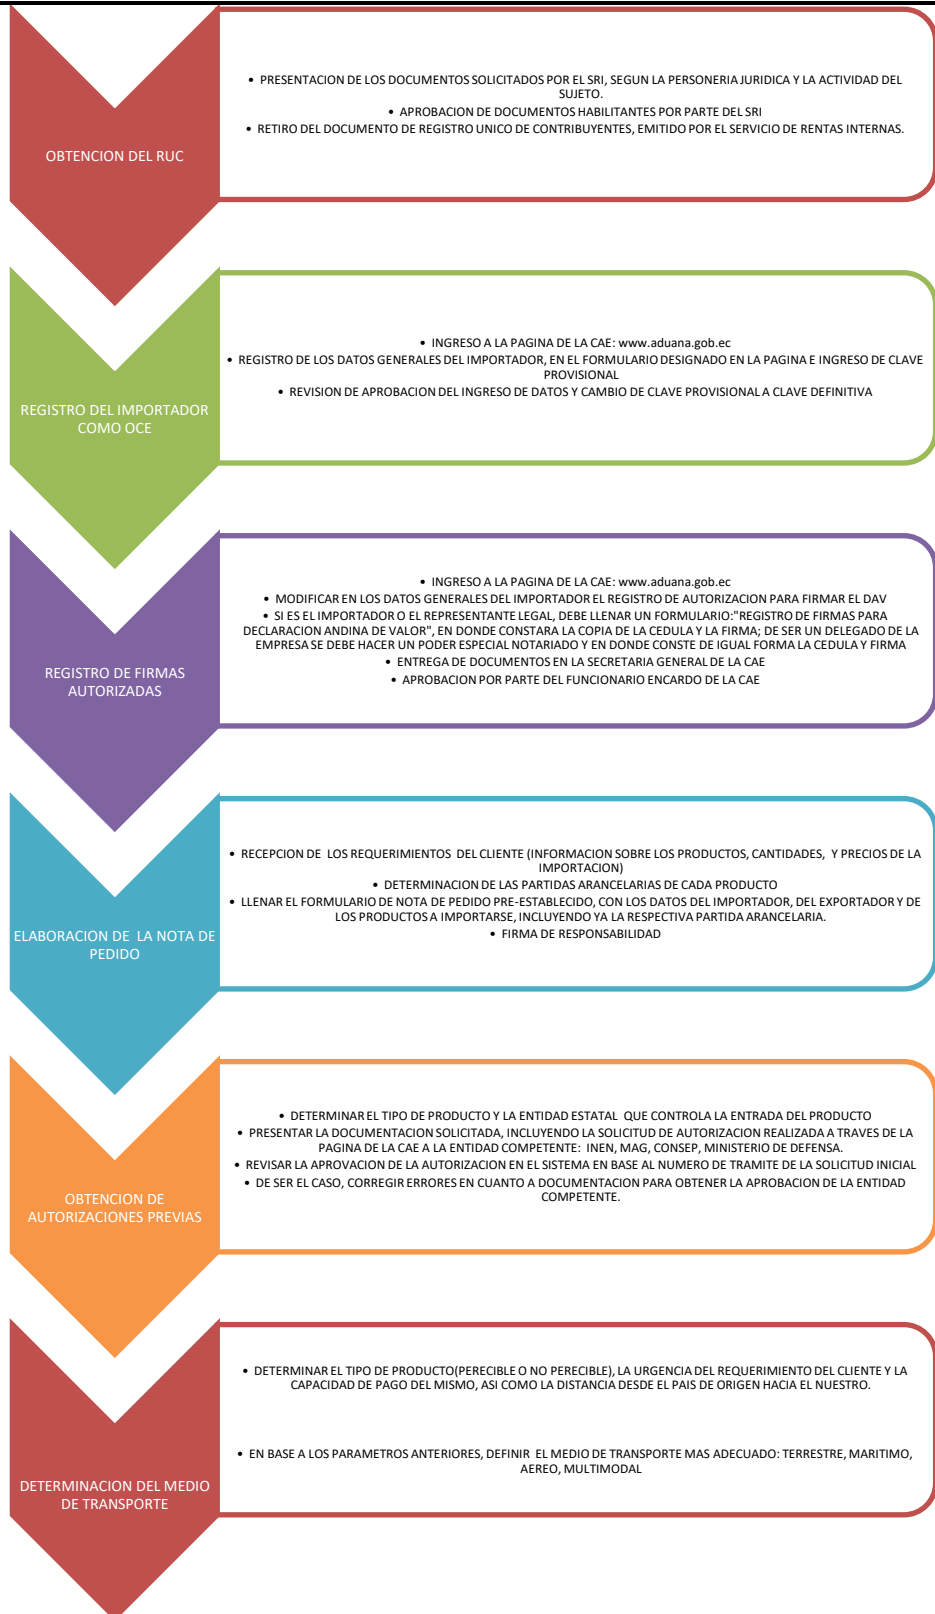 • PRESENTACION DE LOS DOCUMENTOS SOLICITADOS POR EL SRI, SEGUN LA PERSONERIA JURIDICA Y LA ACTIVIDAD DEL
SUJETO.
• APROBACION DE DOCUMENTOS HABILITANTES POR PARTE DEL SRI
• RETIRO DEL DOCUMENTO DE REGISTRO UNICO DE CONTRIBUYENTES, EMITIDO POR EL SERVICIO DE RENTAS INTERNAS.
OBTENCION DEL RUC
• INGRESO A LA PAGINA DE LA CAE: www.aduana.gob.ec
• REGISTRO DE LOS DATOS GENERALES DEL IMPORTADOR, EN EL FORMULARIO DESIGNADO EN LA PAGINA E INGRESO DE CLAVE
PROVISIONAL
• REVISION DE APROBACION DEL INGRESO DE DATOS Y CAMBIO DE CLAVE PROVISIONAL A CLAVE DEFINITIVA
REGISTRO DEL IMPORTADOR
COMO OCE
• INGRESO A LA PAGINA DE LA CAE: www.aduana.gob.ec
• MODIFICAR EN LOS DATOS GENERALES DEL IMPORTADOR EL REGISTRO DE AUTORIZACION PARA FIRMAR EL DAV
• SI ES EL IMPORTADOR O EL REPRESENTANTE LEGAL, DEBE LLENAR UN FORMULARIO:"REGISTRO DE FIRMAS PARA
DECLARACION ANDINA DE VALOR", EN DONDE CONSTARA LA COPIA DE LA CEDULA Y LA FIRMA; DE SER UN DELEGADO DE LA
EMPRESA SE DEBE HACER UN PODER ESPECIAL NOTARIADO Y EN DONDE CONSTE DE IGUAL FORMA LA CEDULA Y FIRMA
• ENTREGA DE DOCUMENTOS EN LA SECRETARIA GENERAL DE LA CAE
• APROBACION POR PARTE DEL FUNCIONARIO ENCARDO DE LA CAE
REGISTRO DE FIRMAS
AUTORIZADAS
• RECEPCION DE LOS REQUERIMIENTOS DEL CLIENTE (INFORMACION SOBRE LOS PRODUCTOS, CANTIDADES, Y PRECIOS DE LA
IMPORTACION)
• DETERMINACION DE LAS PARTIDAS ARANCELARIAS DE CADA PRODUCTO
• LLENAR EL FORMULARIO DE NOTA DE PEDIDO PRE-ESTABLECIDO, CON LOS DATOS DEL IMPORTADOR, DEL EXPORTADOR Y DE
LOS PRODUCTOS A IMPORTARSE, INCLUYENDO YA LA RESPECTIVA PARTIDA ARANCELARIA.
• FIRMA DE RESPONSABILIDAD
ELABORACION DE LA NOTA DE
PEDIDO
• DETERMINAR EL TIPO DE PRODUCTO Y LA ENTIDAD ESTATAL QUE CONTROLA LA ENTRADA DEL PRODUCTO
• PRESENTAR LA DOCUMENTACION SOLICITADA, INCLUYENDO LA SOLICITUD DE AUTORIZACION REALIZADA A TRAVES DE LA
PAGINA DE LA CAE A LA ENTIDAD COMPETENTE: INEN, MAG, CONSEP, MINISTERIO DE DEFENSA.
• REVISAR LA APROVACION DE LA AUTORIZACION EN EL SISTEMA EN BASE AL NUMERO DE TRAMITE DE LA SOLICITUD INICIAL
• DE SER EL CASO, CORREGIR ERRORES EN CUANTO A DOCUMENTACION PARA OBTENER LA APROBACION DE LA ENTIDAD
COMPETENTE.
OBTENCION DE
AUTORIZACIONES PREVIAS
• DETERMINAR EL TIPO DE PRODUCTO(PERECIBLE O NO PERECIBLE), LA URGENCIA DEL REQUERIMIENTO DEL CLIENTE Y LA
CAPACIDAD DE PAGO DEL MISMO, ASI COMO LA DISTANCIA DESDE EL PAIS DE ORIGEN HACIA EL NUESTRO.
• EN BASE A LOS PARAMETROS ANTERIORES, DEFINIR EL MEDIO DE TRANSPORTE MAS ADECUADO: TERRESTRE, MARITIMO,
AEREO, MULTIMODAL
DETERMINACION DEL MEDIO
DE TRANSPORTE